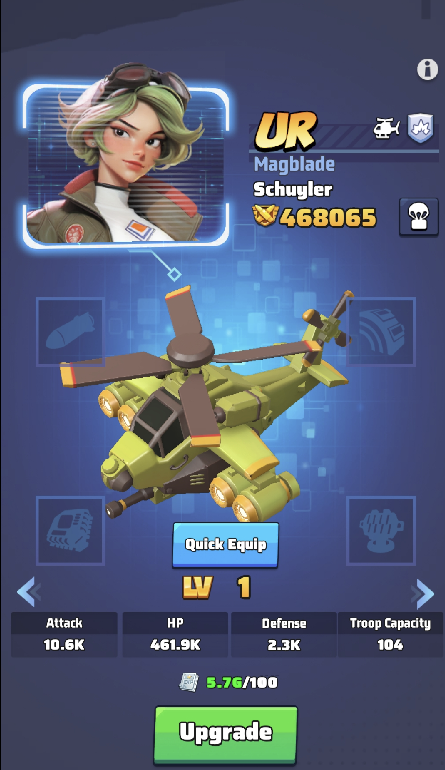 UR
Magblade
Schuyler
468065
Quick Equip
LV 1
Attack HP Defense Troop Capacity
10.6K 461.9K 2.3K 104
5.76/100
Upgrade